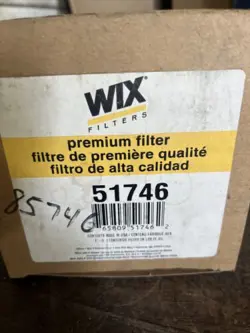 WIX
FILTERS
premium filter
filtre de première qualité
filtro de alta calidad
51746
85746